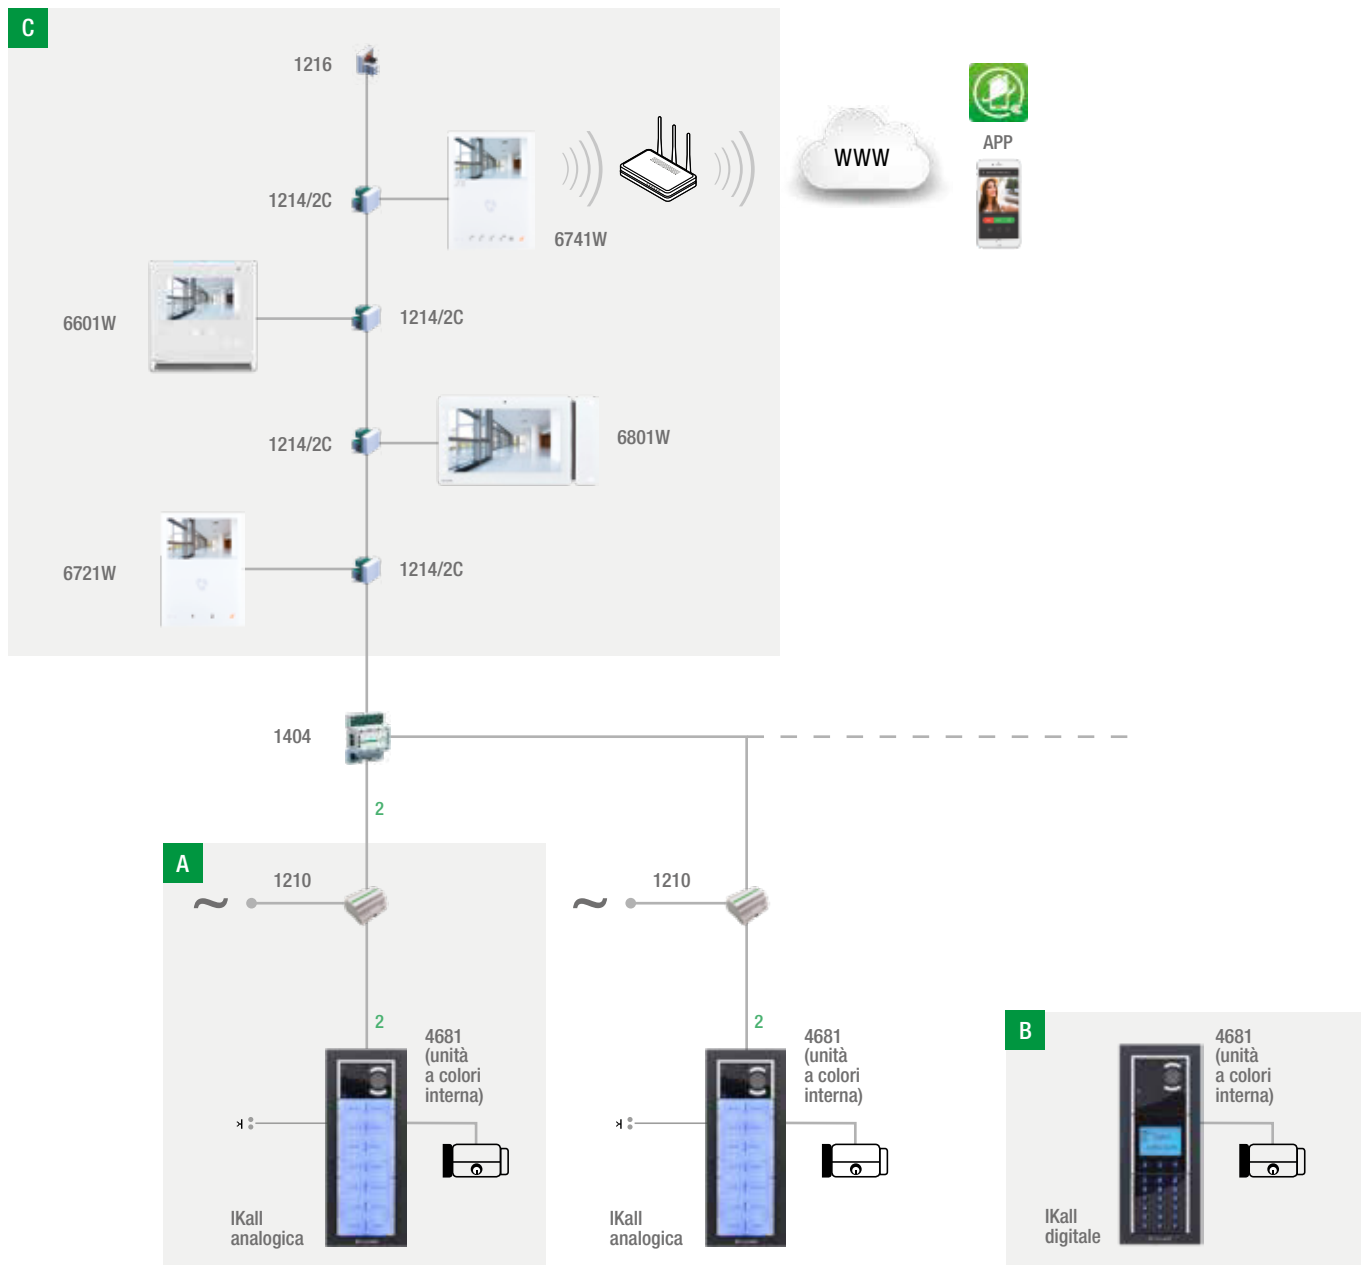 C
1216
WWW
APP
1214/2C
6741W
6601W
1214/2C
1214/2C
6801W
6721W
1214/2C
1404
2
A
1210
1210
2
2
4681
(unità
a colori
interna)
4681
(unità
a colori
interna)
B
4681
(unità
a colori
interna)
IKall
analogica
IKall
analogica
IKall
digitale